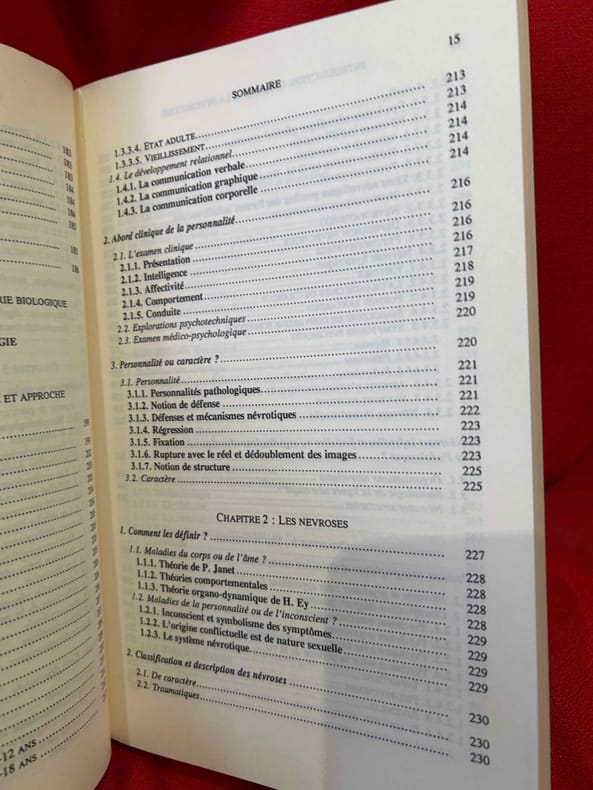 183
183
183
184
184
184
185
185
186
RIE BIOLOGIQUE
GIE
ET APPROCHE
-12 ANS
-18 ANS
15
SOMMAIRE
1.3.3.4. ETAT ADULTE 213
1.3.3.5. VIEILLISSEMENT 213
1.4. Le développement relationnel 214
1.4.1. La communication verbale 214
1.4.2. La communication graphique 214
1.4.3. La communication corporelle 214
2. Abord clinique de la personnalité 216
2.1. L'examen clinique 216
2.1.1. Présentation 216
2.1.2. Intelligence 216
2.1.3. Affectivité 217
2.1.4. Comportement 218
2.1.5. Conduite 219
2.2. Explorations psychotechniques 219
2.3. Examen médico-psychologique 220
3. Personnalité ou caractère ? 220
3.1. Personnalité 221
3.1.1. Personnalités pathologiques 221
3.1.2. Notion de défense 221
3.1.3. Défenses et mécanismes névrotiques 222
3.1.4. Régression 223
3.1.5. Fixation 223
3.1.6. Rupture avec le réel et dédoublement des images 223
3.1.7. Notion de structure 225
3.2. Caractère 225
CHAPITRE 2 : LES NEVROSES
1. Comment les définir ? 227
1.1. Maladies du corps ou de l'âme ? 228
1.1.1. Théorie de P. Janet 228
1.1.2. Théories comportementales 228
1.1.3. Théorie organo-dynamique de H. Ey 228
1.2. Maladies de la personnalité ou de l'inconscient ? 229
1.2.1. Inconscient et symbolisme des symptômes 229
1.2.2. L'origine conflictuelle est de nature sexuelle 229
1.2.3. Le système névrotique 229
2. Classification et description des névroses 230
2.1. De caractère 230
2.2. Traumatiques 230